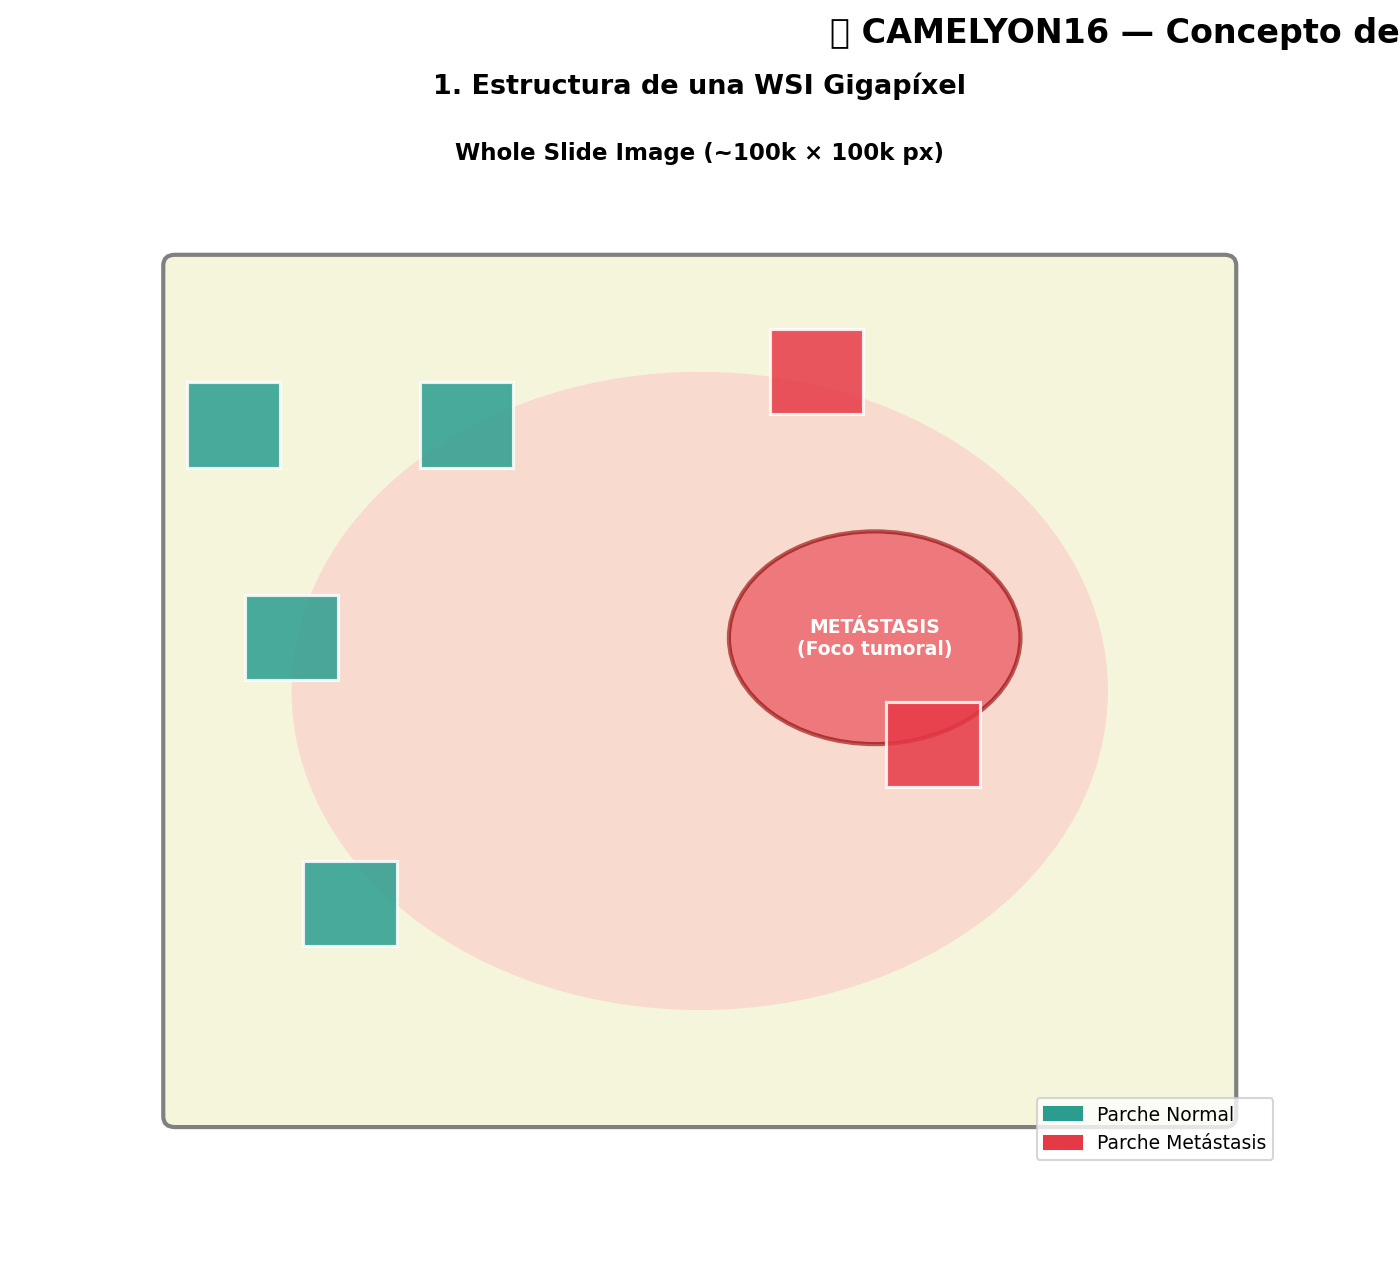 CAMELYON16 — Concepto de
1. Estructura de una WSI Gigapíxel
Whole Slide Image (~100k × 100k px)
METÁSTASIS
(Foco tumoral)
Parche Normal
Parche Metástasis